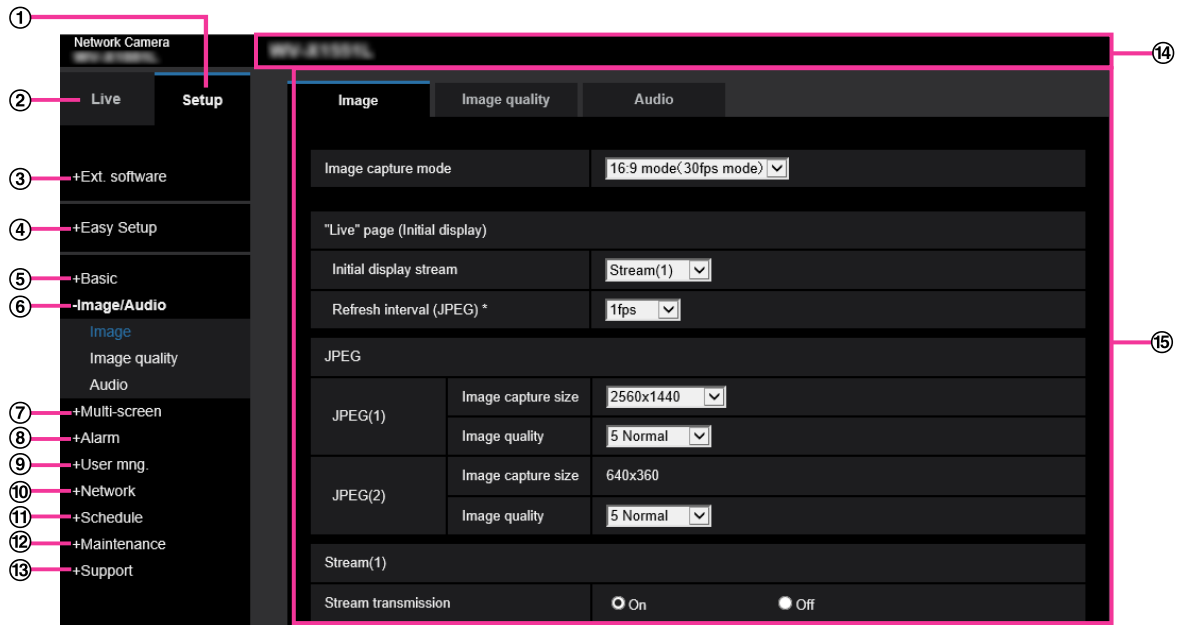 ①
Network Camera
⑭
② Live Setup
Image Image quality Audio
③ +Ext. software
④ +Easy Setup
⑤ +Basic
⑥ -Image/Audio
Image
Image quality
Audio
⑦ +Multi-screen
⑧ +Alarm
⑨ +User mng.
⑩ +Network
⑪ +Schedule
⑫ +Maintenance
⑬ +Support
Image capture mode 16:9 mode(30fps mode)
"Live" page (Initial display)
Initial display stream Stream(1)
Refresh interval (JPEG) * 1fps
⑮
JPEG
JPEG(1)
Image capture size 2560x1440
Image quality 5 Normal
JPEG(2)
Image capture size 640x360
Image quality 5 Normal
Stream(1)
Stream transmission On Off